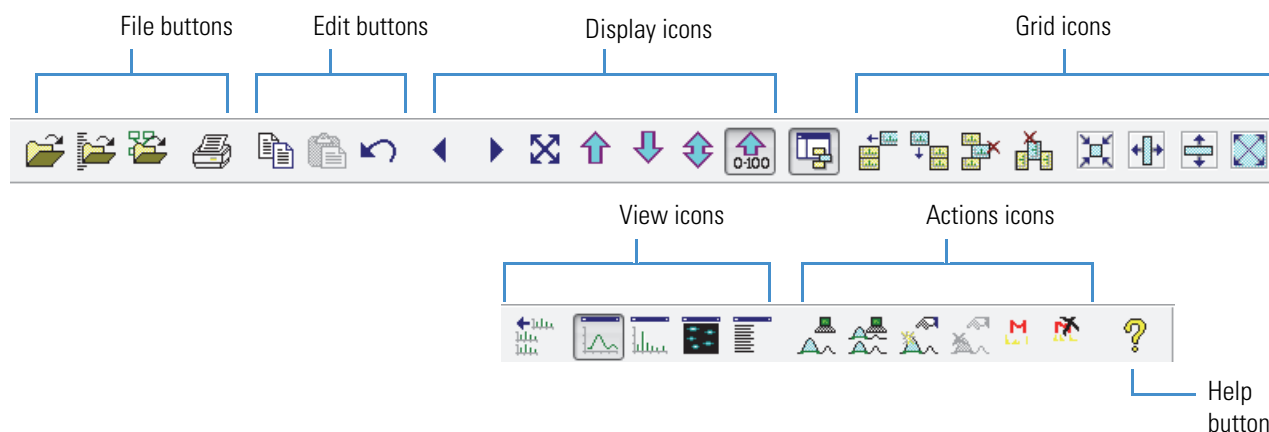 File buttons
Edit buttons
Display icons
Grid icons
0-100
View icons
Actions icons
M
M
?
Help
button